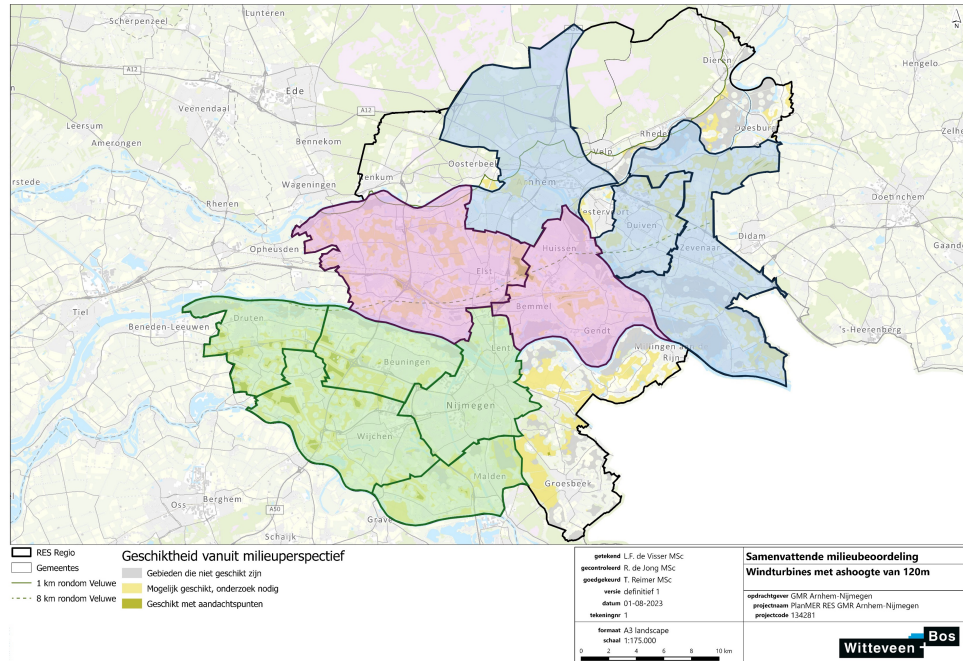 Scherpenzeel
Lunteren
N
Dieren
Hengelo
A12
Ede
Veenendaal
A12
Leersum
Amerongen
Bennekom
Rheden
Doesburg
Velp
Oosterbeek
Wageningen
Renkum
Arnhem
Rhenen
Doetinchem
Westervoort
Duiven
Didam
Zevenaar
Opheusden
Huissen
Elst
Tiel
Bemmel
Beneden-Leeuwen
Druten
Gendt
's-Heerenberg
Lent
Millingen aan
Rijn
Beuningen
Nijmegen
Wijchen
Malden
Groesbeek
Berghem
Oss
A50
Grave
Schaijk
RES Regio
Gemeentes
1 km rondom Veluwe
8 km rondom Veluwe
Geschiktheid vanuit milieuperspectief
Gebieden die niet geschikt zijn
Mogelijk geschikt, onderzoek nodig
Geschikt met aandachtspunten
getekend L.F. de Visser MSc
gecontroleerd R. de Jong MSc
goedgekeurd T. Reimer MSc
versie definitief 1
datum 01-08-2023
tekeningnr 1
formaat A3 landscape
schaal 1:175.000
0 2 4 6 8 10 km
Samenvattende milieubeoordeling
Windturbines met ashoogte van 120m
opdrachtgever GMR Arnhem-Nijmegen
projectnaam PlanMER RES GMR Arnhem-Nijmegen
projectcode 134281
Witteveen Bos